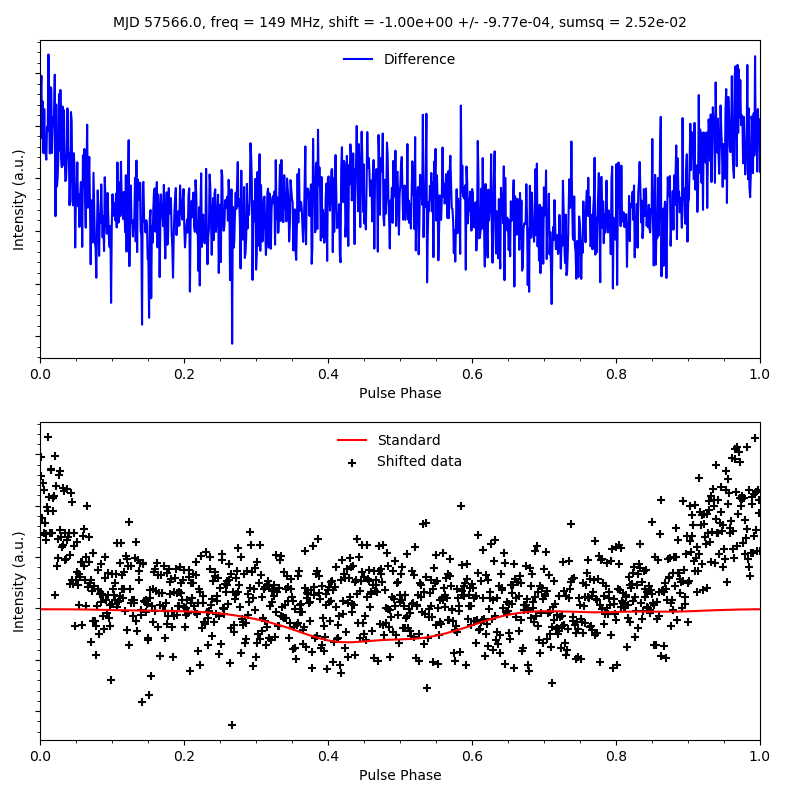 MJD 57566.0, freq = 149 MHz, shift = -1.00e+00 +/- -9.77e-04, sumsq = 2.52e-02
Difference
Intensity (a.u.)
0.0 0.2 0.4 0.6 0.8 1.0
Pulse Phase
Standard
Shifted data
Intensity (a.u.)
0.0 0.2 0.4 0.6 0.8 1.0
Pulse Phase